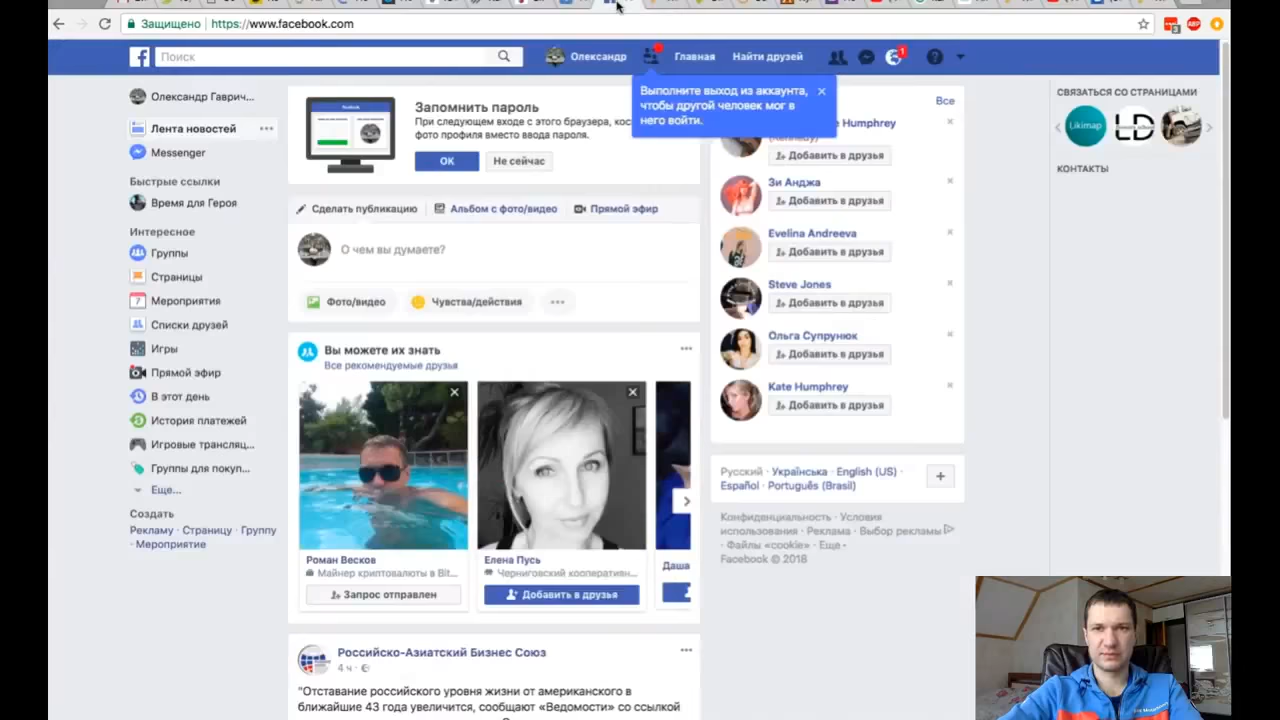 Защищено https://www.facebook.com
Поиск
Олександр
Главная
Найти друзей
1
Выполните выход из аккаунта,
чтобы другой человек мог в
него войти.
Олександр Гаврич...
Лента новостей
Messenger
Быстрые ссылки
Время для Героя
Интересное
Группы
Страницы
Мероприятия
Списки друзей
Игры
Прямой эфир
В этот день
История платежей
Игровые трансляц...
Группы для покуп...
Еще...
Создать
Рекламу · Страницу · Группу
· Мероприятие
Запомнить пароль
При следующем входе с этого браузера, кос
фото профиля вместо ввода пароля.
OK
Не сейчас
Сделать публикацию
Альбом с фото/видео
Прямой эфир
О чем вы думаете?
Фото/видео
Чувства/действия
Вы можете их знать
Все рекомендуемые друзья
Роман Весков
Майнер криптовалюты в Bit...
Запрос отправлен
Елена Пусь
Черниговский кооперативн...
Добавить в друзья
Даша
Российско-Азиатский Бизнес Союз
4 ч ·
"Отставание российского уровня жизни от американского в
ближайшие 43 года увеличится, сообщают «Ведомости» со ссылкой
Все
Humphrey
Добавить в друзья
Зи Анджа
Добавить в друзья
Evelina Andreeva
Добавить в друзья
Steve Jones
Добавить в друзья
Ольга Супрунюк
Добавить в друзья
Kate Humphrey
Добавить в друзья
Русский · Українська · English (US) ·
Español · Português (Brasil)
Конфиденциальность · Условия
использования · Реклама · Выбор рекламы
· Файлы «cookie» · Еще ·
Facebook © 2018
СВЯЗАТЬСЯ СО СТРАНИЦАМИ
Likimap
LD
КОНТАКТЫ